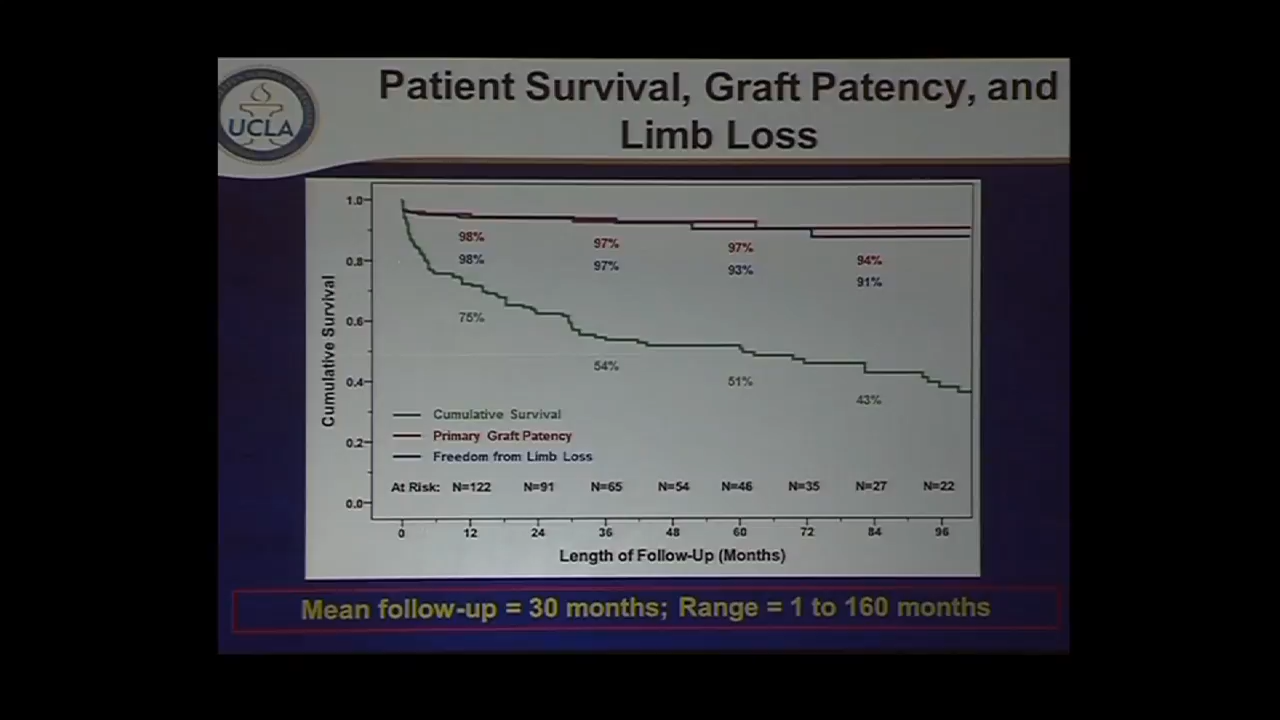 Patient Survival, Graft Patency, and
Limb Loss
UCLA
1.0
0.8
0.6
0.4
0.2
0.0
Cumulative Survival
98% 97% 97% 94%
98% 97% 93% 91%
75% 54% 51% 43%
Cumulative Survival
Primary Graft Patency
Freedom from Limb Loss
At Risk: N=122 N=91 N=65 N=54 N=46 N=35 N=27 N=22
0 12 24 36 48 60 72 84 96
Length of Follow-Up (Months)
Mean follow-up = 30 months; Range = 1 to 160 months